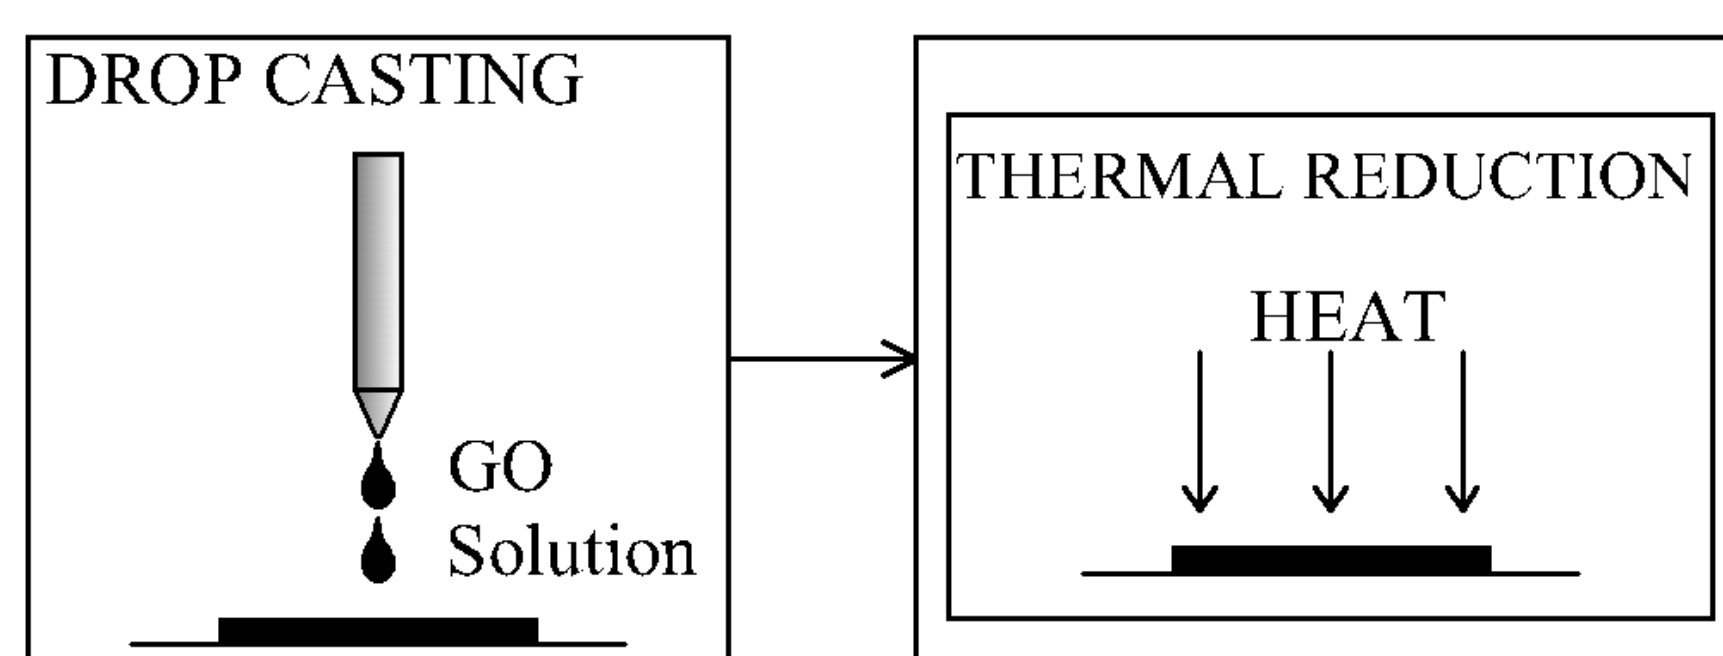 DROP CASTING
GO
Solution
THERMAL REDUCTION
HEAT